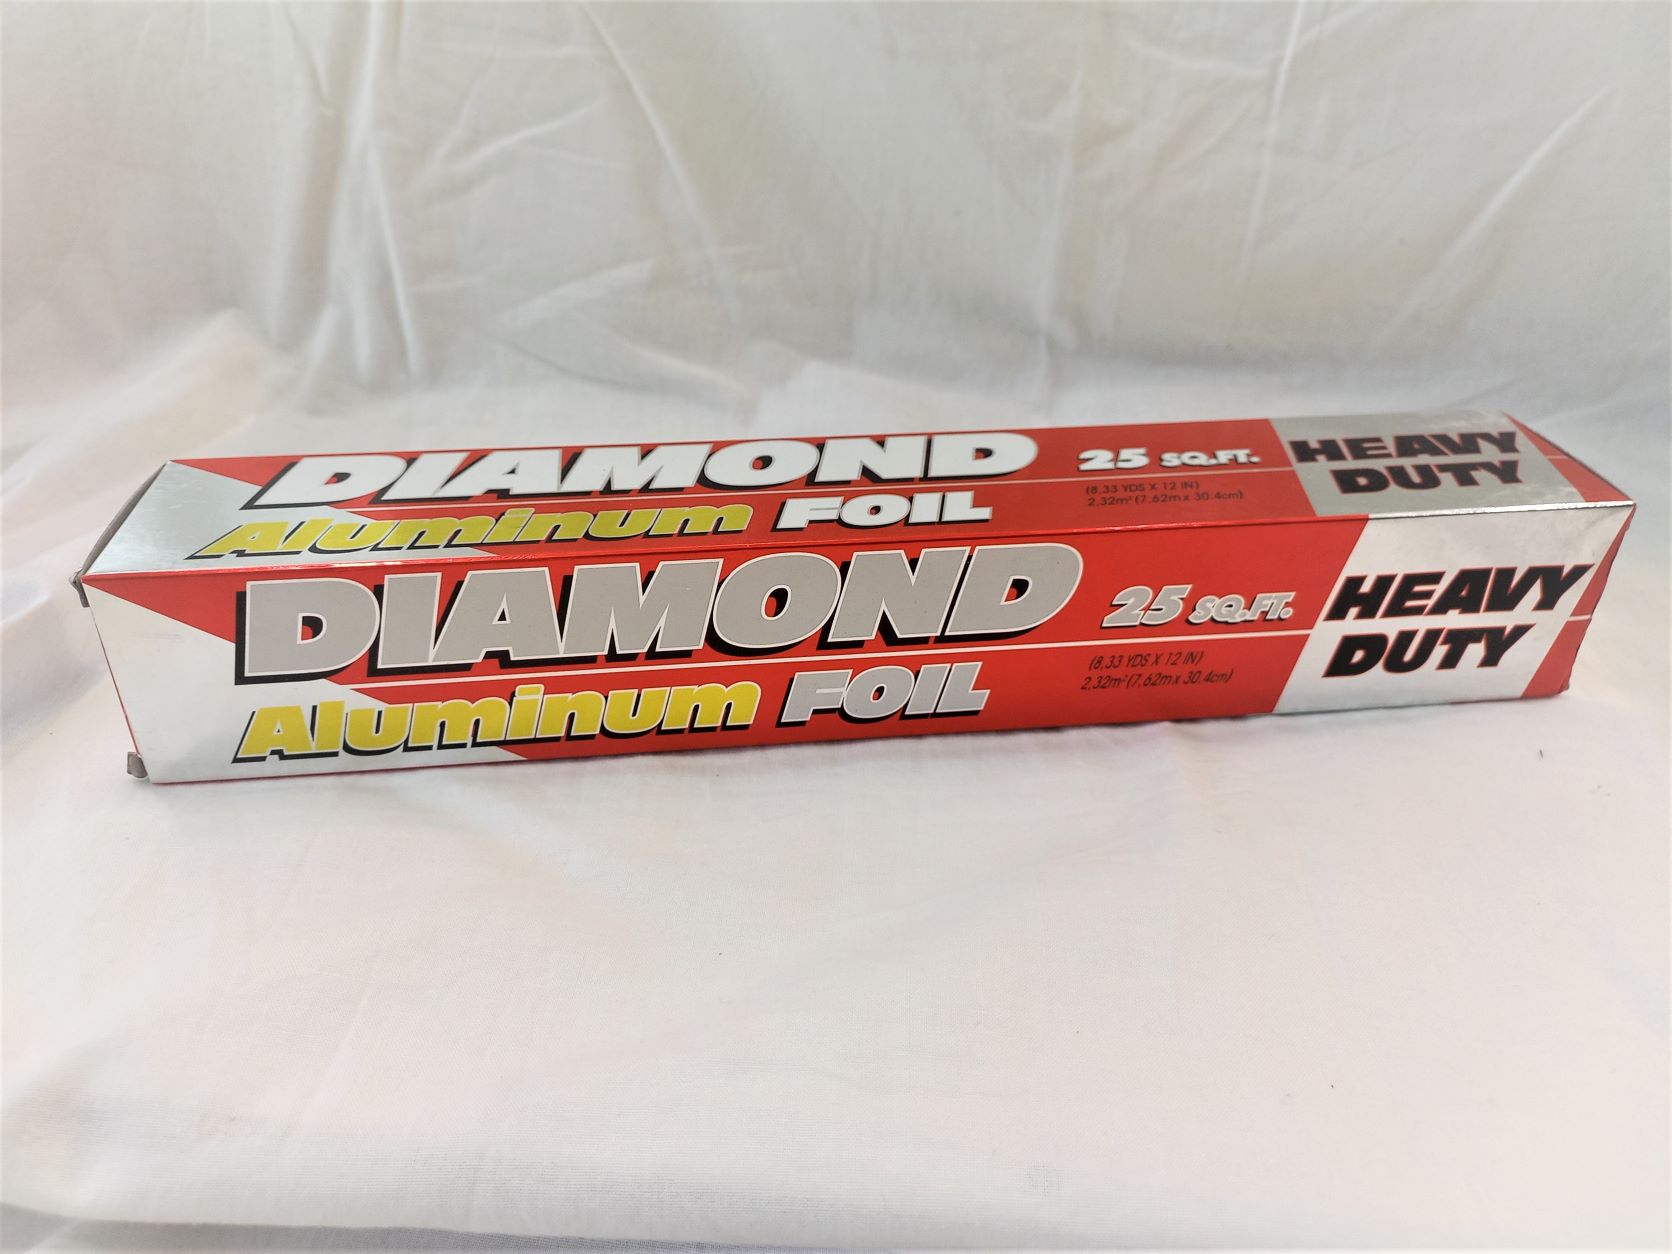 DIAMOND
Aluminum FOIL
25 SQ.FT.
(8,33 YDS X 12 IN)
2,32m² (7,62m x 30.4cm)
HEAVY
DUTY
DIAMOND
Aluminum FOIL
25 SQ.FT.
(8,33 YDS X 12 IN)
2,32m² (7,62m x 30.4cm)
HEAVY
DUTY